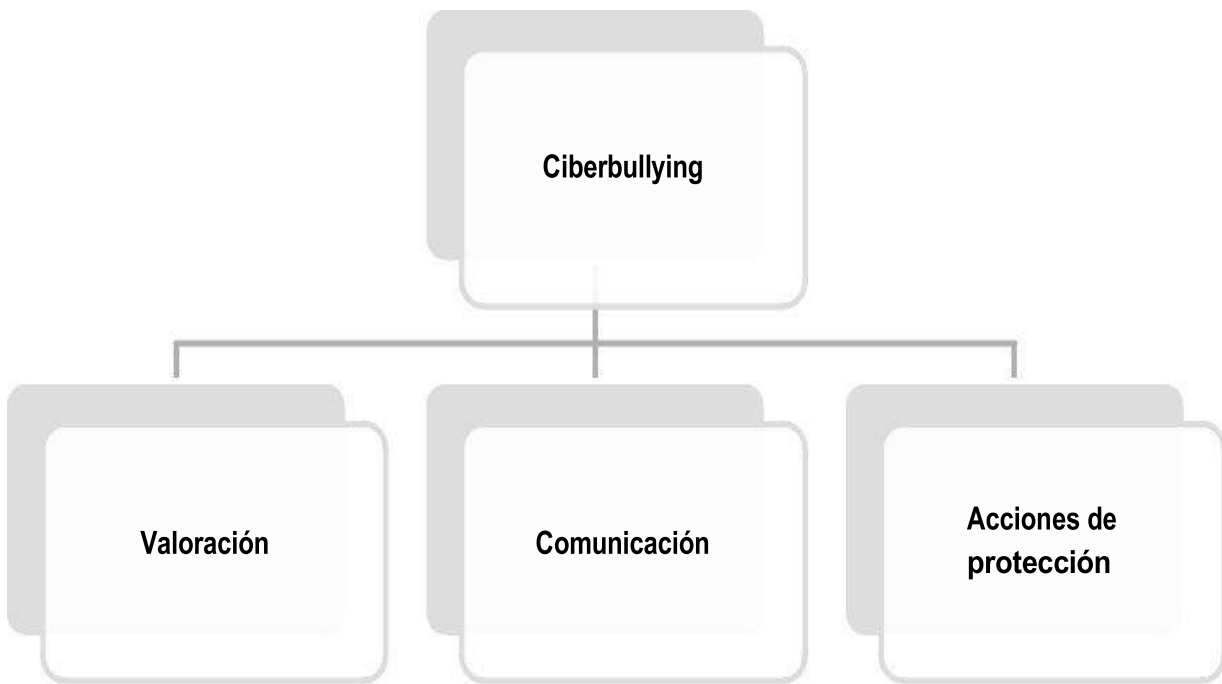 Ciberbullying
Valoración
Comunicación
Acciones de
protección